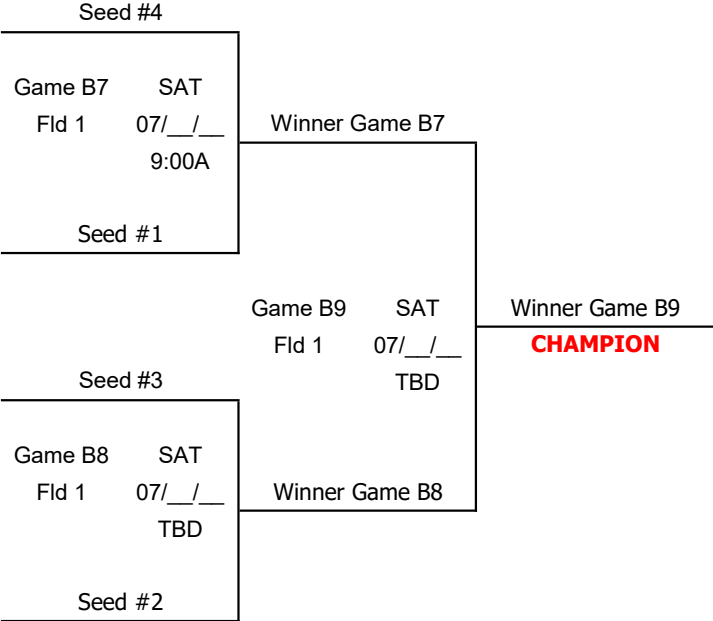 Seed #4
Game B7 SAT
Fld 1 07/__/__
9:00A
Winner Game B7
Seed #1
Game B9 SAT
Fld 1 07/__/__
TBD
Winner Game B9
CHAMPION
Seed #3
Game B8 SAT
Fld 1 07/__/__
TBD
Winner Game B8
Seed #2